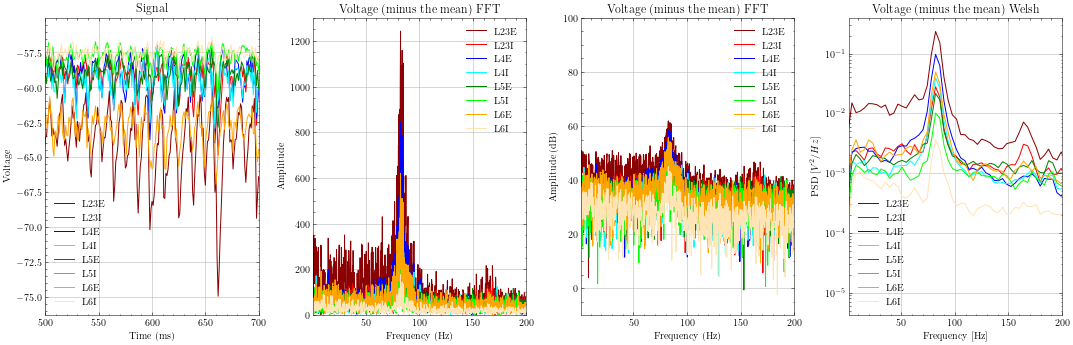 Signal
Voltage
−57.5
−60.0
−62.5
−65.0
−67.5
−70.0
−72.5
−75.0
L23E
L23I
L4E
L4I
L5E
L5I
L6E
L6I
500
550
600
650
700
Time (ms)
Voltage (minus the mean) FFT
Amplitude
1200
1000
800
600
400
200
0
L23E
L23I
L4E
L4I
L5E
L5I
L6E
L6I
50
100
150
200
Frequency (Hz)
Voltage (minus the mean) FFT
Amplitude (dB)
100
80
60
40
20
0
L23E
L23I
L4E
L4I
L5E
L5I
L6E
L6I
50
100
150
200
Frequency (Hz)
Voltage (minus the mean) Welsh
PSD [V²/Hz]
10⁻¹
10⁻²
10⁻³
10⁻⁴
10⁻⁵
L23E
L23I
L4E
L4I
L5E
L5I
L6E
L6I
50
100
150
200
Frequency [Hz]